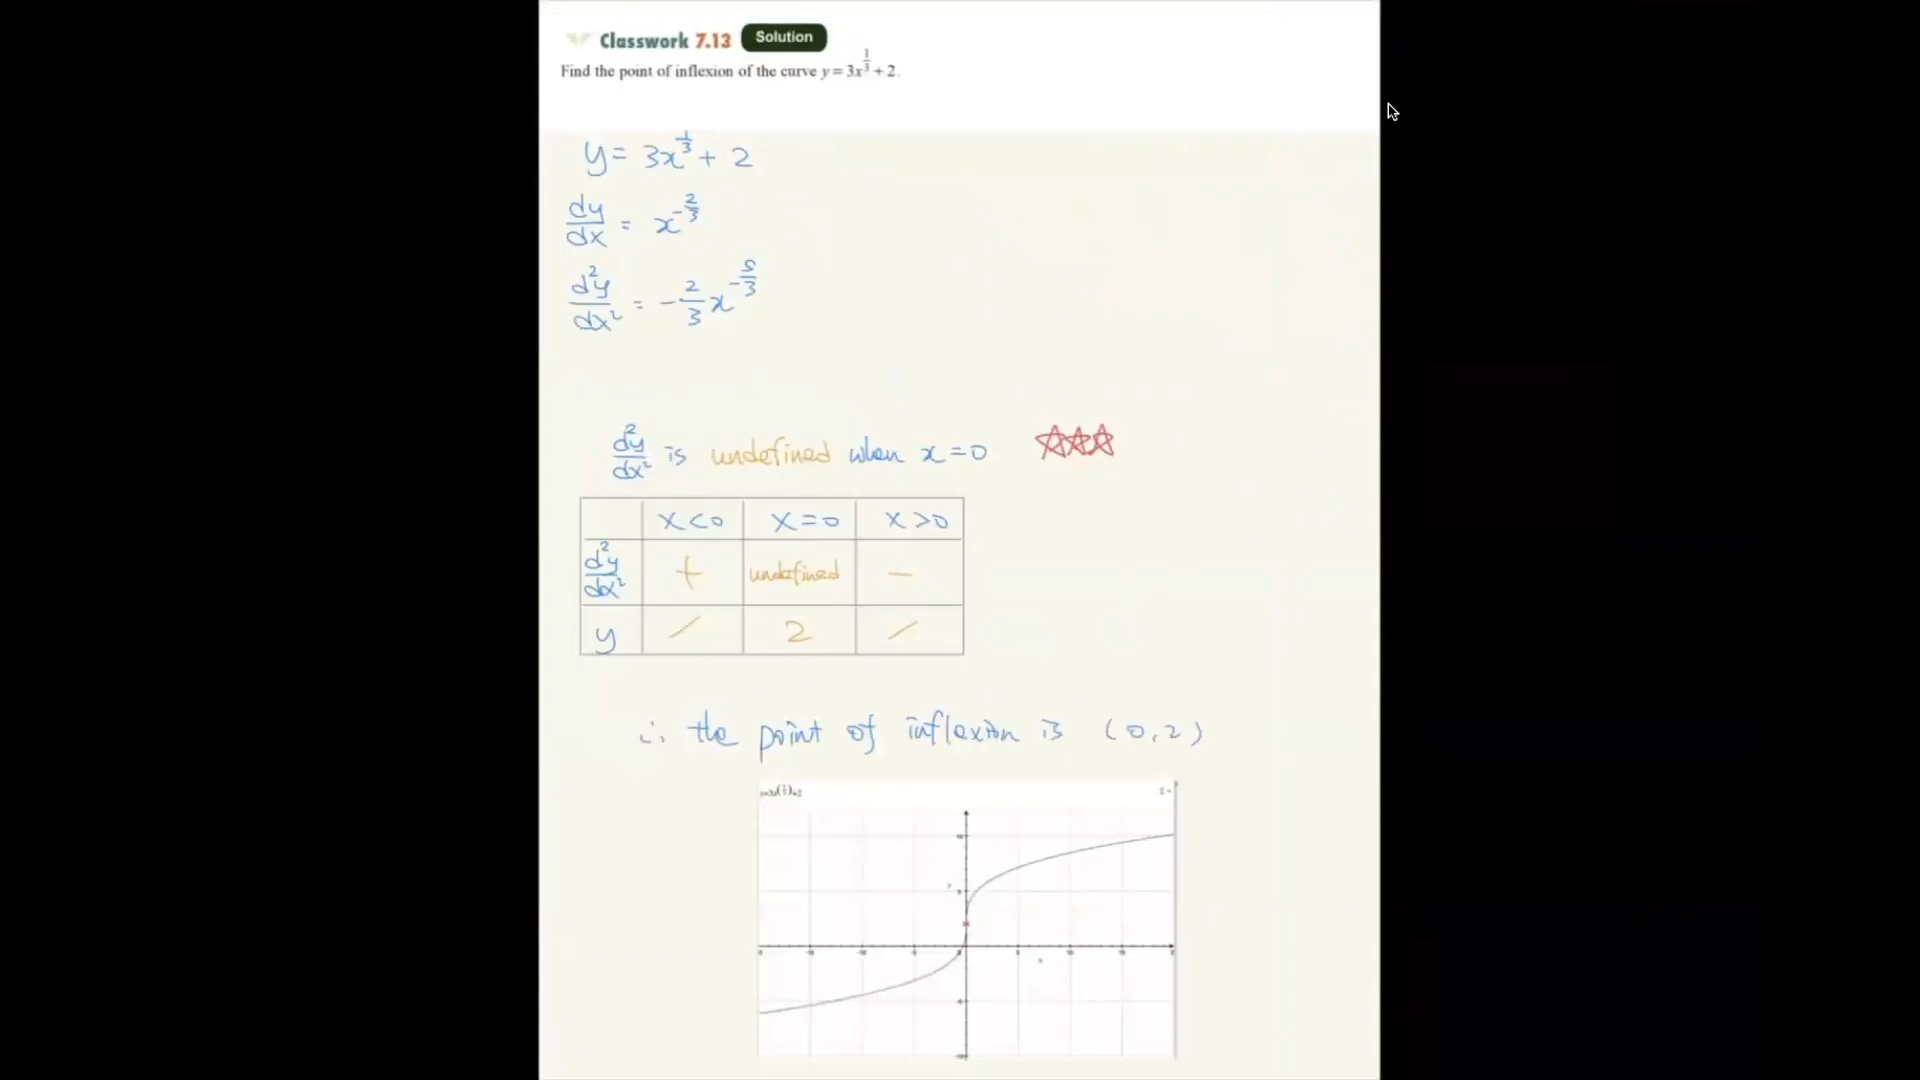 Classwork 7.13 Solution
Find the point of inflexion of the curve y = 3x^{1/3} + 2.
y = 3x^{1/3} + 2
dy/dx = x^{-2/3}
d²y/dx² = -2/3 x^{-5/3}
d²y/dx² is undefined when x = 0
x<0 x=0 x>0
d²y/dx² + undefined −
y / 2 /
∴ the point of inflexion is (0, 2)